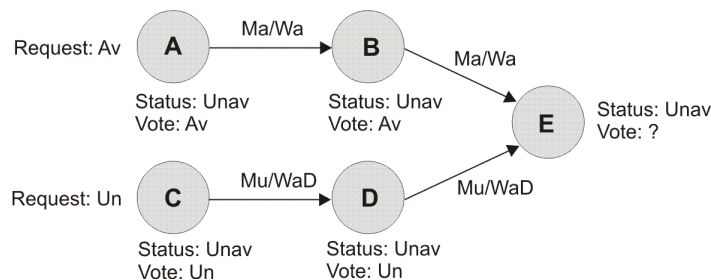 Ma/Wa
Request: Av
A
B
Ma/Wa
Status: Unav
Vote: Av
Status: Unav
Vote: Av
E
Status: Unav
Vote: ?
Mu/WaD
Mu/WaD
Request: Un
C
D
Status: Unav
Vote: Un
Status: Unav
Vote: Un